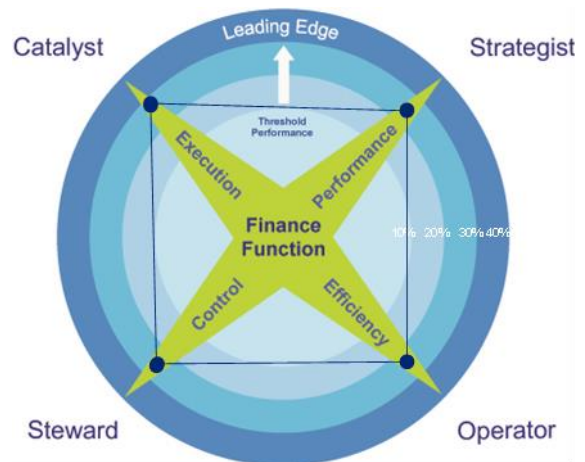 Leading Edge
Catalyst
Strategist
Threshold
Performance
Execution
Performance
Finance
Function
10% 20% 30% 40%
Control
Efficiency
Steward
Operator